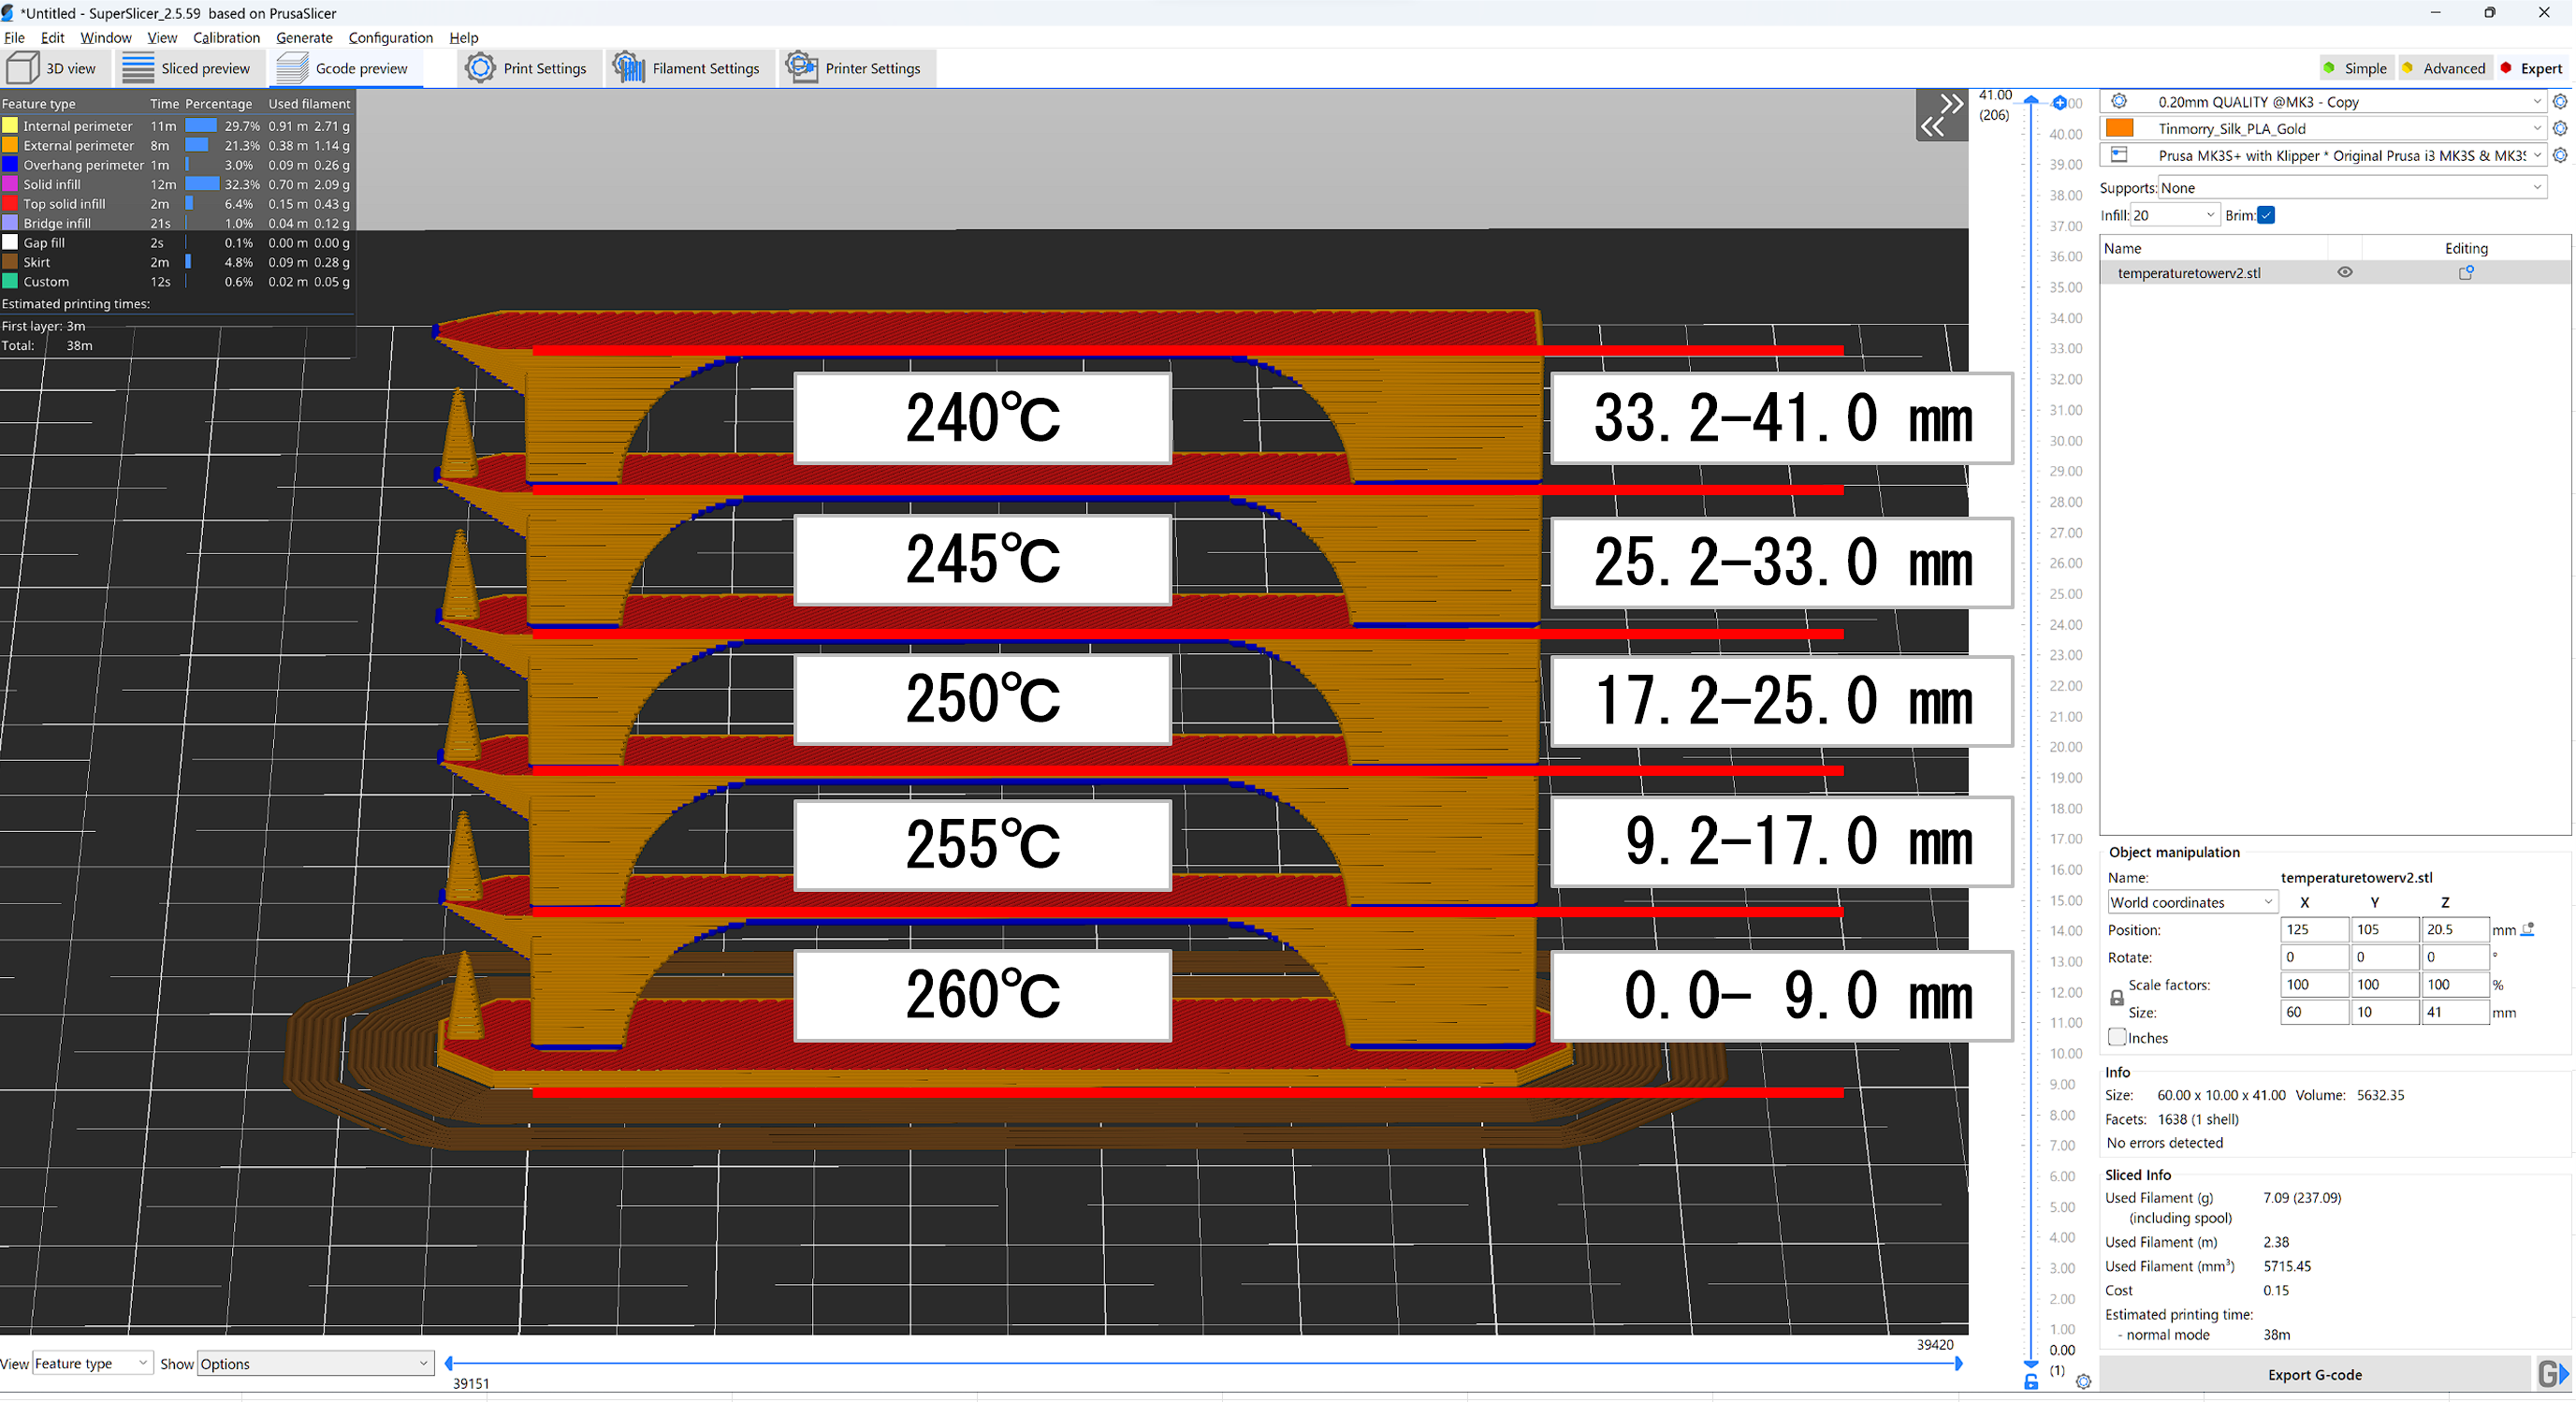 *Untitled - SuperSlicer_2.5.59 based on PrusaSlicer
File Edit Window View Calibration Generate Configuration Help
3D view Sliced preview Gcode preview Print Settings Filament Settings Printer Settings Simple Advanced Expert
Feature type Time Percentage Used filament
Internal perimeter 11m 29.7% 0.91 m 2.71 g
External perimeter 8m 21.3% 0.38 m 1.14 g
Overhang perimeter 1m 3.0% 0.09 m 0.26 g
Solid infill 12m 32.3% 0.70 m 2.09 g
Top solid infill 2m 6.4% 0.15 m 0.43 g
Bridge infill 21s 1.0% 0.04 m 0.12 g
Gap fill 2s 0.1% 0.00 m 0.00 g
Skirt 2m 4.8% 0.09 m 0.28 g
Custom 12s 0.6% 0.02 m 0.05 g
Estimated printing times:
First layer: 3m
Total: 38m
240℃ 33.2-41.0 mm
245℃ 25.2-33.0 mm
250℃ 17.2-25.0 mm
255℃ 9.2-17.0 mm
260℃ 0.0- 9.0 mm
41.00
(206)
40.00
39.00
38.00
37.00
36.00
35.00
34.00
33.00
32.00
31.00
30.00
29.00
28.00
27.00
26.00
25.00
24.00
23.00
22.00
21.00
20.00
19.00
18.00
17.00
16.00
15.00
14.00
13.00
12.00
11.00
10.00
9.00
8.00
7.00
6.00
5.00
4.00
3.00
2.00
1.00
0.00
(1)
View Feature type Show Options
39420
39151
0.20mm QUALITY @MK3 - Copy
Tinmorry_Silk_PLA_Gold
Prusa MK3S+ with Klipper * Original Prusa i3 MK3S & MK3S
Supports: None
Infill: 20 Brim:
Name Editing
temperaturetowerv2.stl
Object manipulation
Name: temperaturetowerv2.stl
World coordinates X Y Z
Position: 125 105 20.5 mm
Rotate: 0 0 0 °
Scale factors: 100 100 100 %
Size: 60 10 41 mm
Inches
Info
Size: 60.00 x 10.00 x 41.00 Volume: 5632.35
Facets: 1638 (1 shell)
No errors detected
Sliced Info
Used Filament (g) 7.09 (237.09)
(including spool)
Used Filament (m) 2.38
Used Filament (mm³) 5715.45
Cost 0.15
Estimated printing time:
- normal mode 38m
Export G-code
G